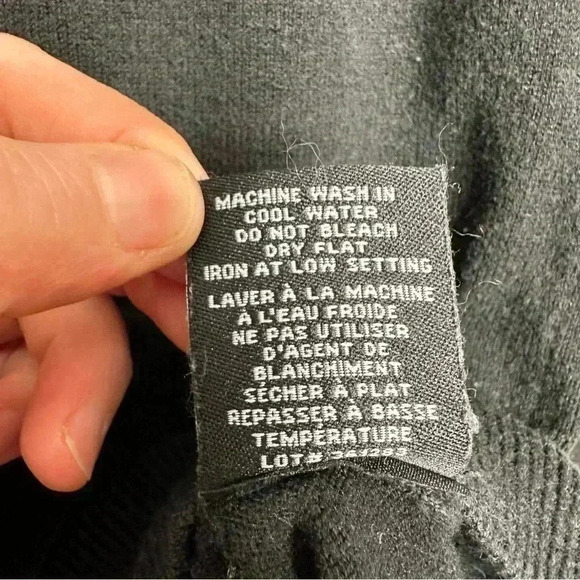 MACHINE WASH IN
COOL WATER
DO NOT BLEACH
DRY FLAT
IRON AT LOW SETTING
LAVER À LA MACHINE
À L'EAU FROIDE
NE PAS UTILISER
D'AGENT DE
BLANCHIMENT
SÉCHER À PLAT
REPASSER À BASSE
TEMPÉRATURE
LOT#